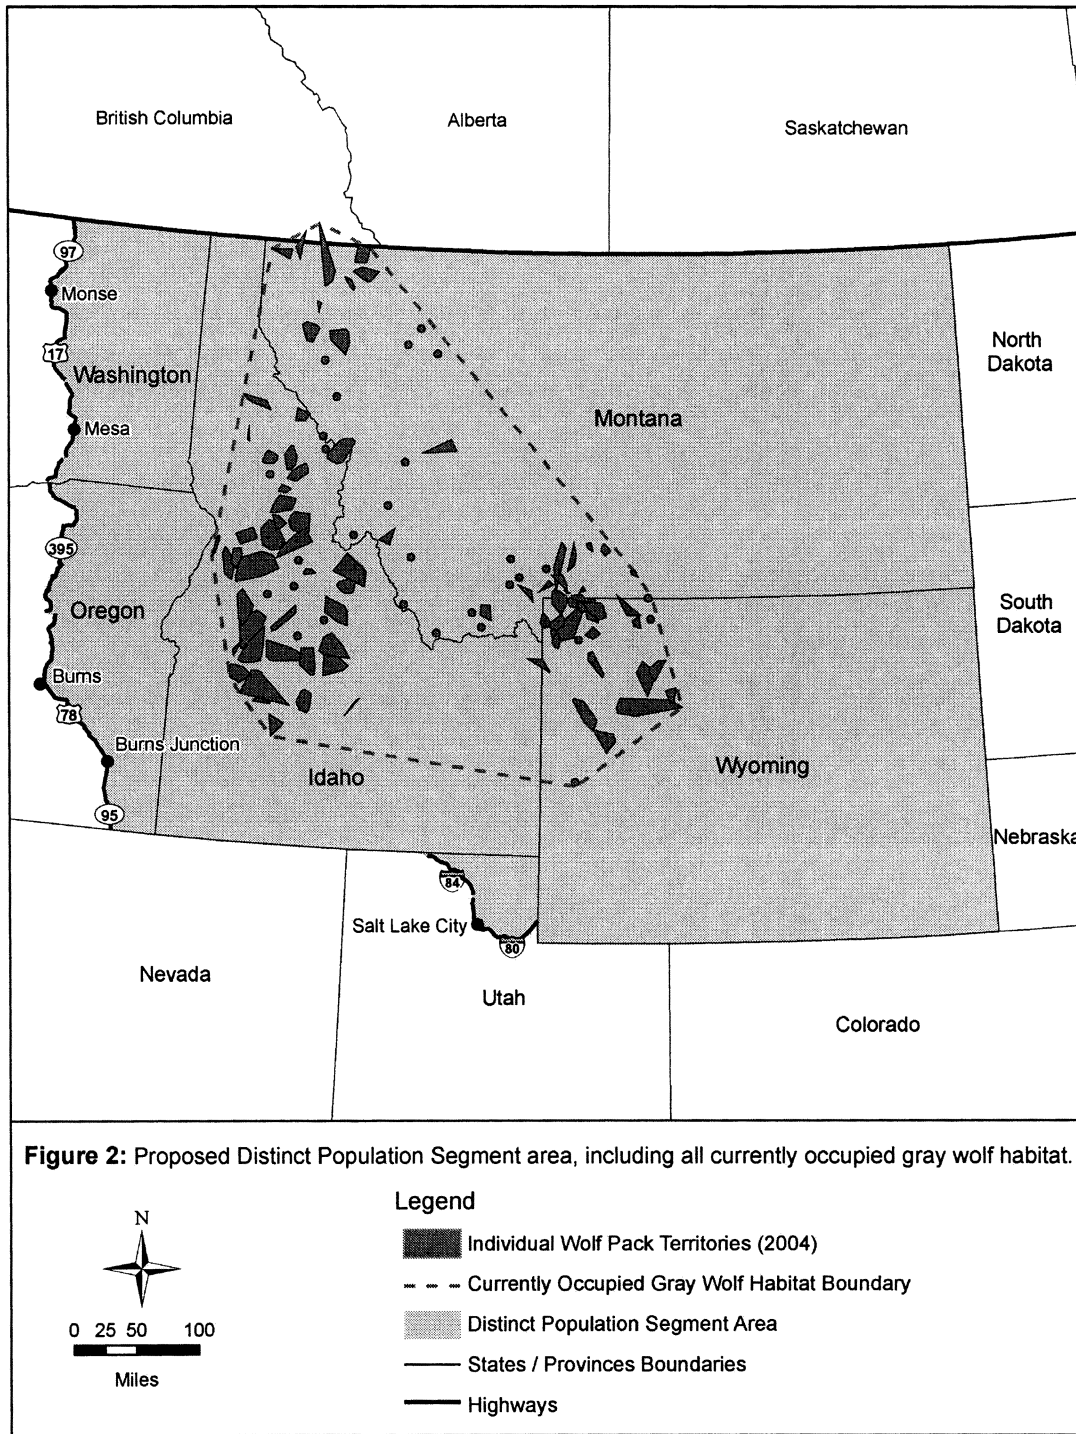 British Columbia
Alberta
Saskatchewan
97
Monse
17
Washington
North
Dakota
Montana
Mesa
395
Oregon
South
Dakota
Burns
78
Burns Junction
Idaho
Wyoming
95
Nebraska
84
Salt Lake City
80
Nevada
Utah
Colorado
Figure 2: Proposed Distinct Population Segment area, including all currently occupied gray wolf habitat.
Legend
N
Individual Wolf Pack Territories (2004)
Currently Occupied Gray Wolf Habitat Boundary
Distinct Population Segment Area
0 25 50 100
States / Provinces Boundaries
Miles
Highways